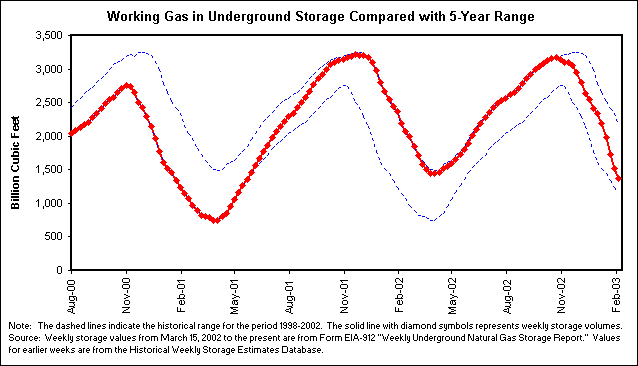 Working Gas in Underground Storage Compared with 5-Year Range
3,500
3,000
2,500
2,000
1,500
1,000
500
0
Billion Cubic Feet
Aug-00
Nov-00
Feb-01
May-01
Aug-01
Nov-01
Feb-02
May-02
Aug-02
Nov-02
Feb-03
Note: The dashed lines indicate the historical range for the period 1998-2002. The solid line with diamond symbols represents weekly storage volumes.
Source: Weekly storage values from March 15, 2002 to the present are from Form EIA-912 "Weekly Underground Natural Gas Storage Report." Values
for earlier weeks are from the Historical Weekly Storage Estimates Database.